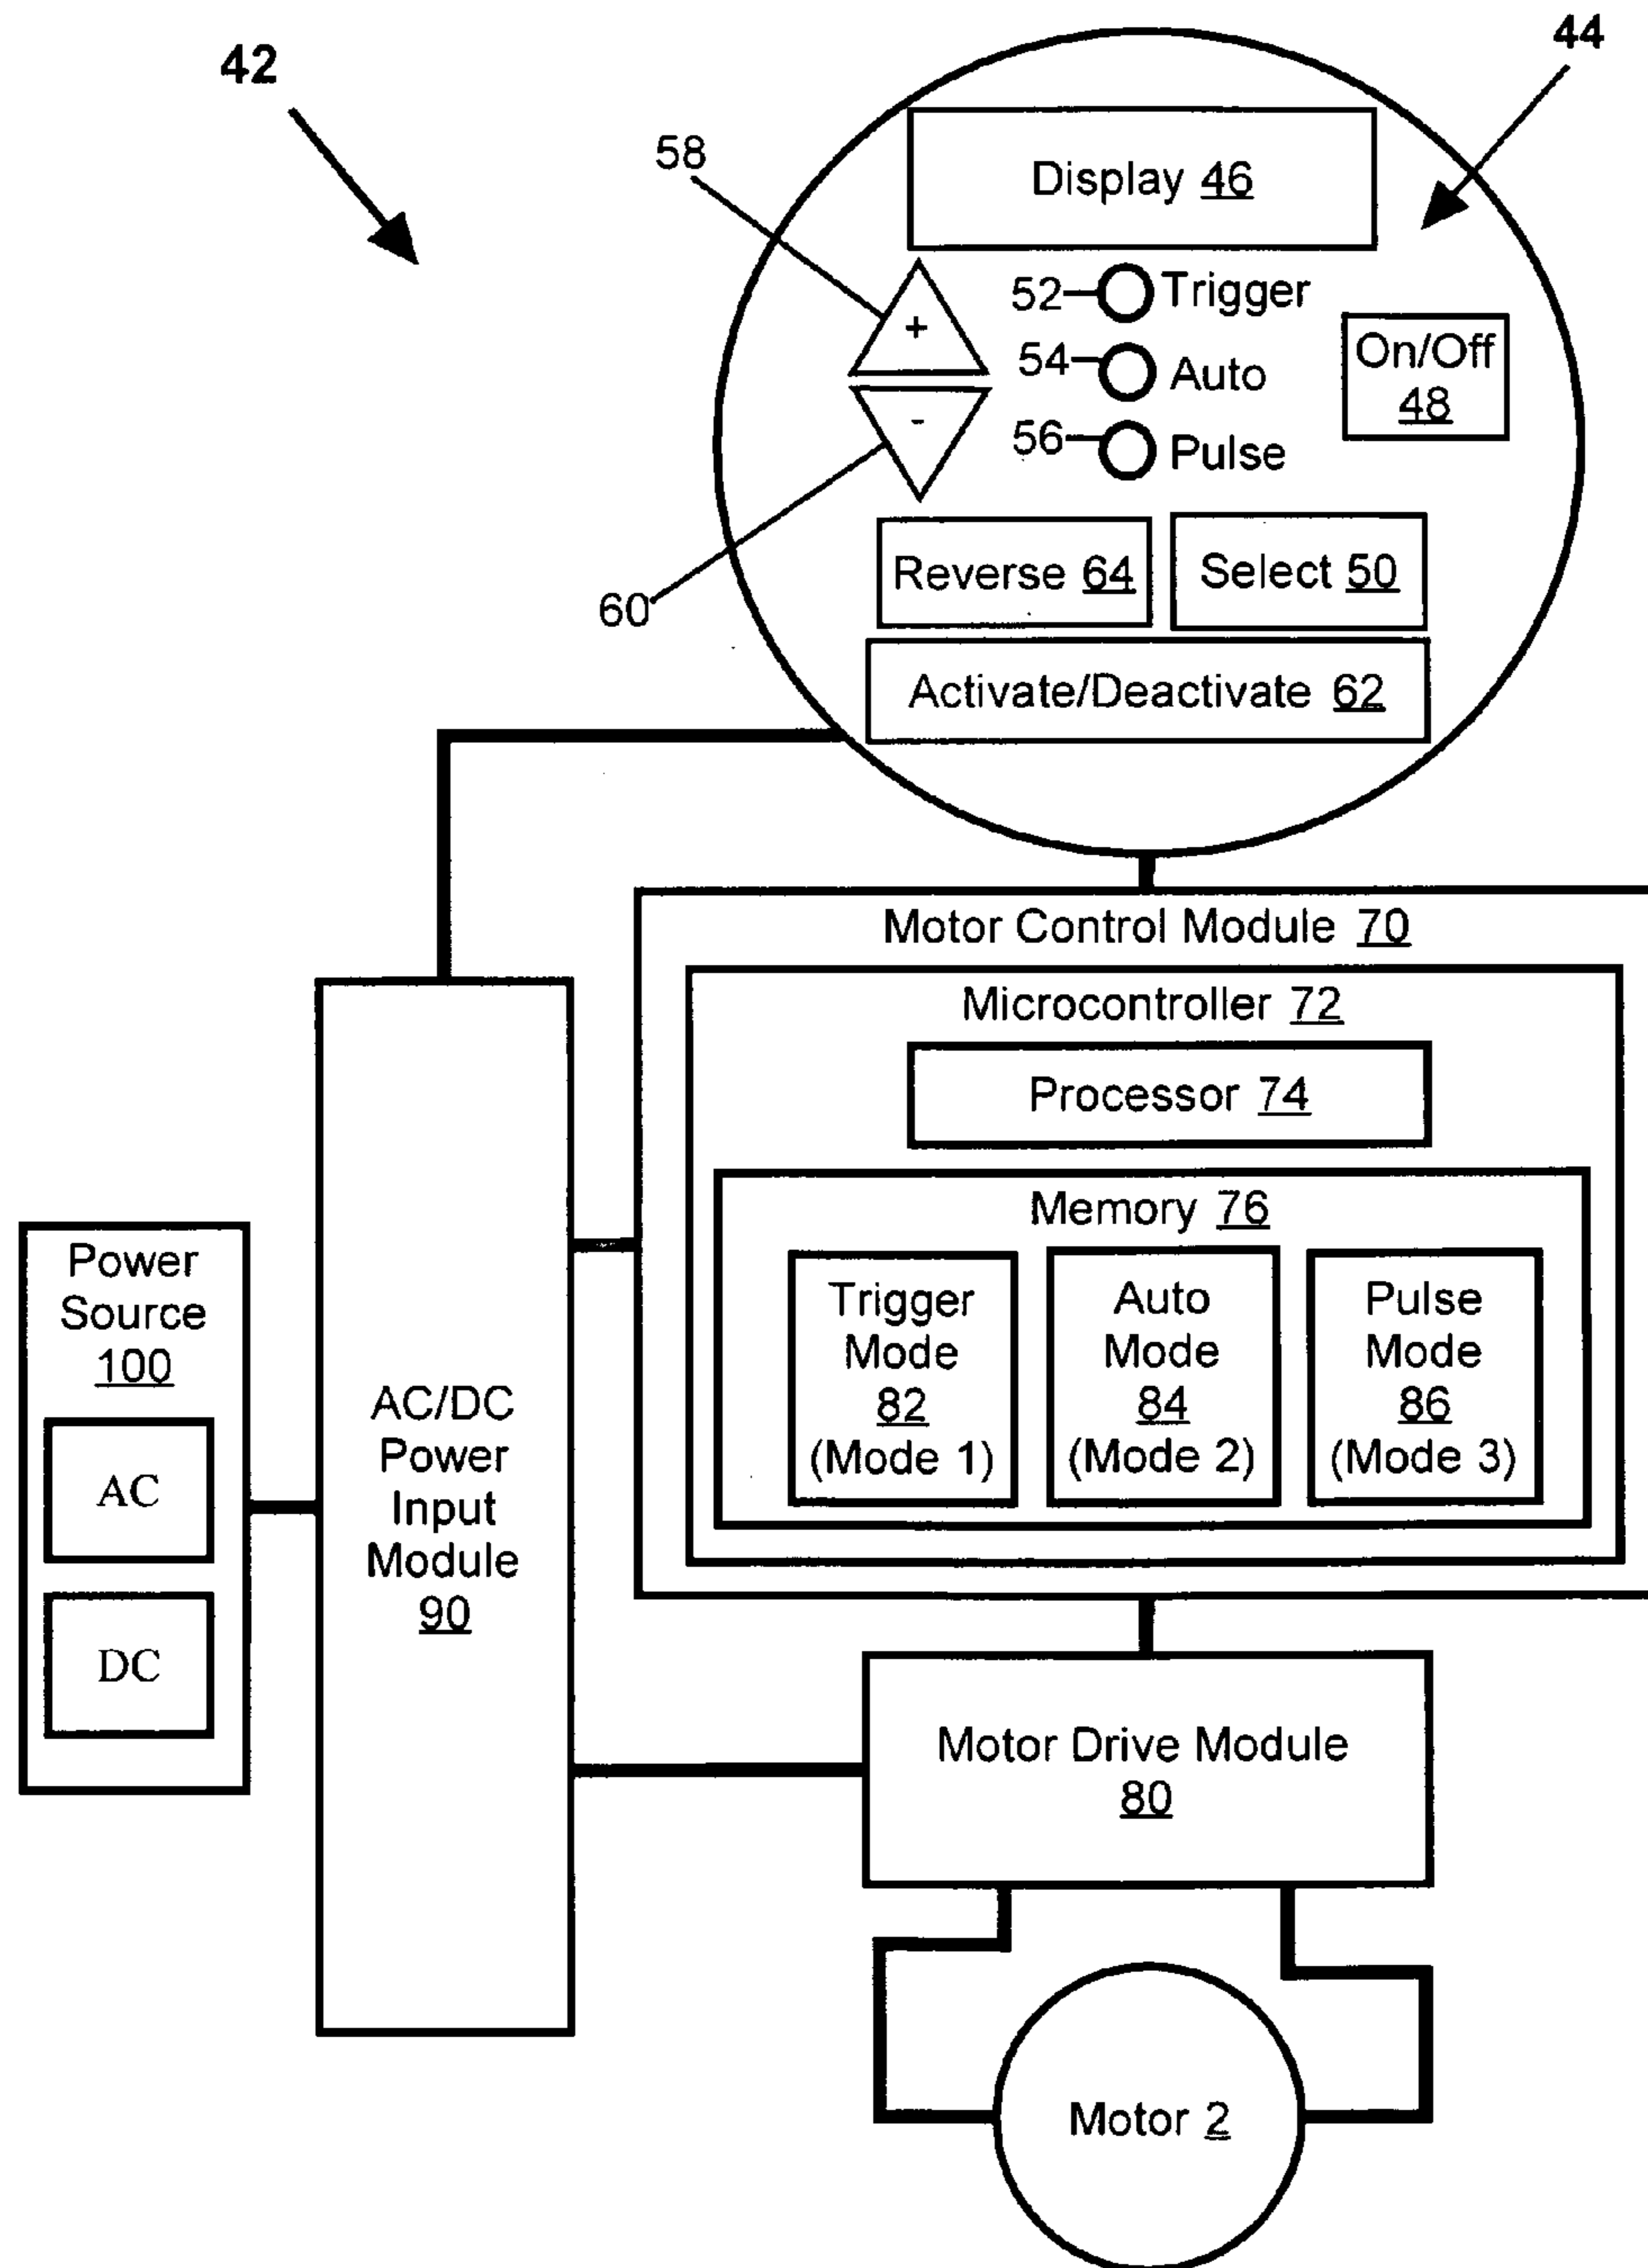 42
44
58
Display 46
52
Trigger
+
54
Auto
On/Off
48
-
56
Pulse
60
Reverse 64
Select 50
Activate/Deactivate 62
Motor Control Module 70
Microcontroller 72
Processor 74
Memory 76
Trigger
Mode
82
(Mode 1)
Auto
Mode
84
(Mode 2)
Pulse
Mode
86
(Mode 3)
Power
Source
100
AC
DC
AC/DC
Power
Input
Module
90
Motor Drive Module
80
Motor 2